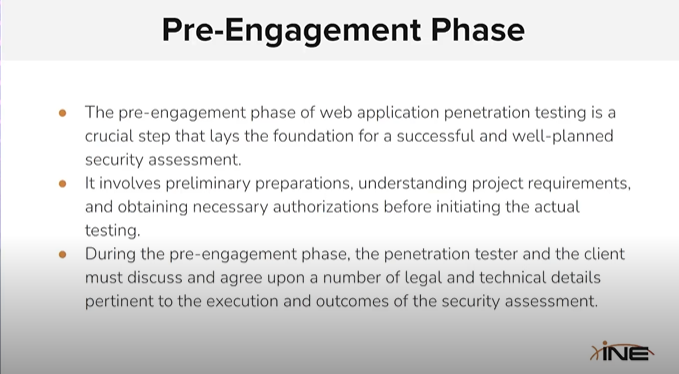 Pre-Engagement Phase
• The pre-engagement phase of web application penetration testing is a
crucial step that lays the foundation for a successful and well-planned
security assessment.
• It involves preliminary preparations, understanding project requirements,
and obtaining necessary authorizations before initiating the actual
testing.
• During the pre-engagement phase, the penetration tester and the client
must discuss and agree upon a number of legal and technical details
pertinent to the execution and outcomes of the security assessment.
INE